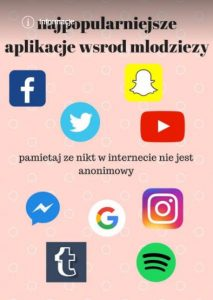 najpopularniejsze
aplikacje wsrod mlodziezy
pamietaj ze nikt w internecie nie jest
anonimowy